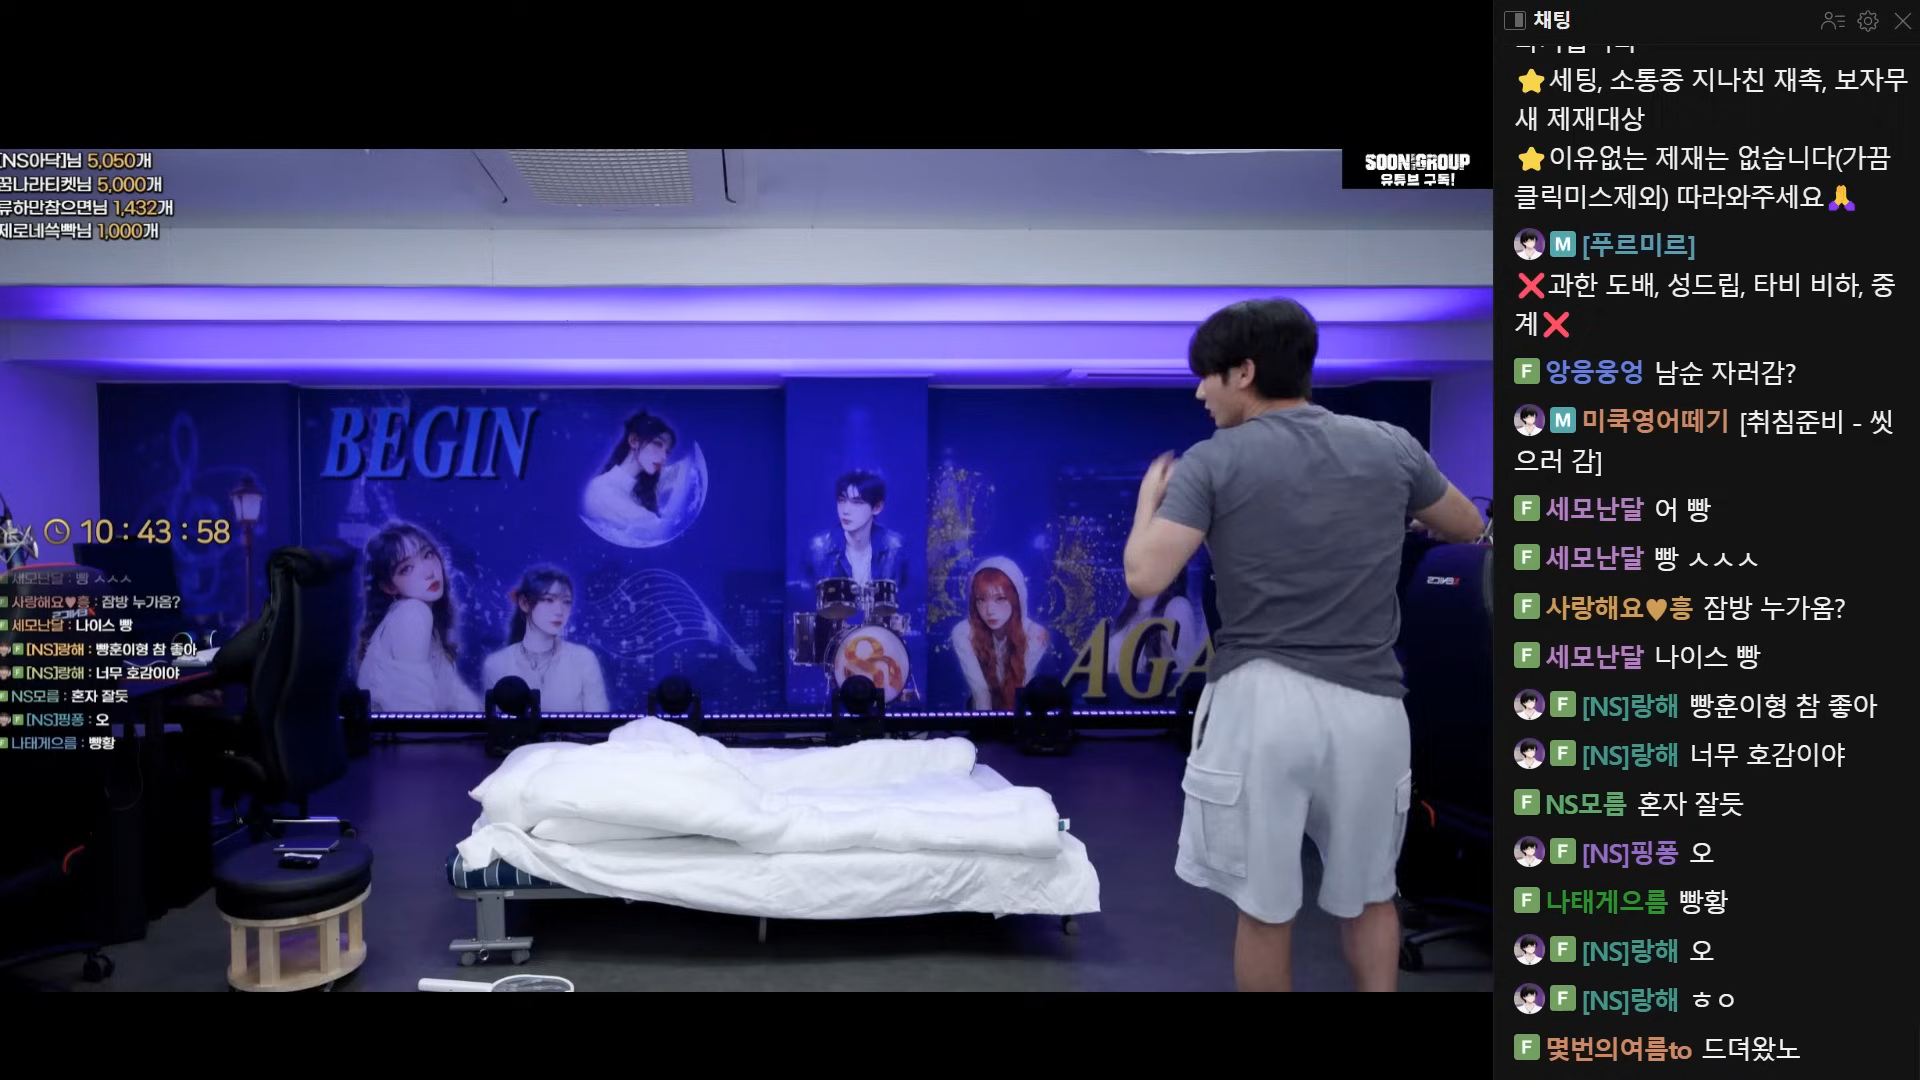 [NS아닥]님 5,050개
꿈나라티켓님 5,000개
류하만참으면님 1,432개
제로네쓱빡님 1,000개
SOON GROUP
유튜브 구독!
BEGIN
AGA
10 : 43 : 58
세모난달 : 빵 ㅅㅅㅅ
사랑해요♥흥 : 잠방 누가옴?
세모난달 : 나이스 빵
[NS]랑해 : 빵훈이형 참 좋아
[NS]랑해 : 너무 호감이야
NS모름 : 혼자 잘듯
[NS]핑퐁 : 오
나태게으름 : 빵황
채팅
⭐세팅, 소통중 지나친 재촉, 보자무
새 제재대상
⭐이유없는 제재는 없습니다(가끔
클릭미스제외) 따라와주세요🙏
M [푸르미르]
❌과한 도배, 성드립, 타비 비하, 중
계❌
F 앙응웅엉 남순 자러감?
M 미쿡영어떼기 [취침준비 - 씻
으러 감]
F 세모난달 어 빵
F 세모난달 빵 ㅅㅅㅅ
F 사랑해요♥흥 잠방 누가옴?
F 세모난달 나이스 빵
F [NS]랑해 빵훈이형 참 좋아
F [NS]랑해 너무 호감이야
F NS모름 혼자 잘듯
F [NS]핑퐁 오
F 나태게으름 빵황
F [NS]랑해 오
F [NS]랑해 ㅎㅇ
F 몇번의여름to 드뎌왔노